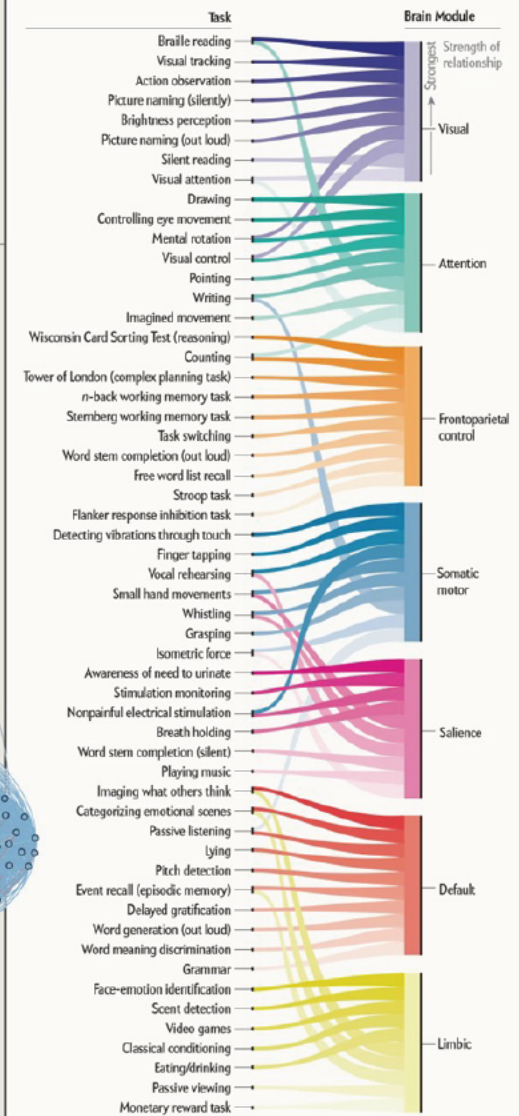 Task
Brain Module
Braille reading
Visual tracking
Action observation
Picture naming (silently)
Brightness perception
Picture naming (out loud)
Silent reading
Visual attention
Drawing
Controlling eye movement
Mental rotation
Visual control
Pointing
Writing
Imagined movement
Wisconsin Card Sorting Test (reasoning)
Counting
Tower of London (complex planning task)
n-back working memory task
Sternberg working memory task
Task switching
Word stem completion (out loud)
Free word list recall
Stroop task
Flanker response inhibition task
Detecting vibrations through touch
Finger tapping
Vocal rehearsing
Small hand movements
Whistling
Grasping
Isometric force
Awareness of need to urinate
Stimulation monitoring
Nonpainful electrical stimulation
Breath holding
Word stem completion (silent)
Playing music
Imaging what others think
Categorizing emotional scenes
Passive listening
Lying
Pitch detection
Event recall (episodic memory)
Delayed gratification
Word generation (out loud)
Word meaning discrimination
Grammar
Face-emotion identification
Scent detection
Video games
Classical conditioning
Eating/drinking
Passive viewing
Monetary reward task
Strongest
Strength of
relationship
Visual
Attention
Frontoparietal
control
Somatic
motor
Salience
Default
Limbic